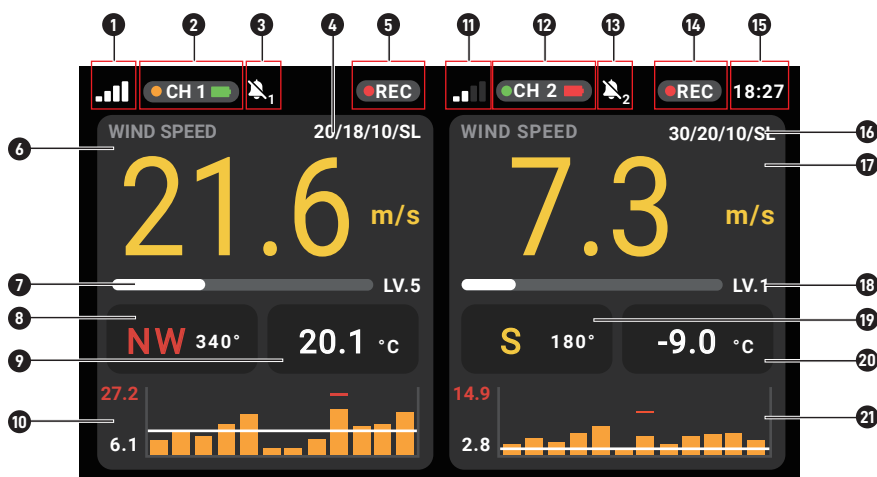 1 2 3 4 5 11 12 13 14 15
CH 1 1 REC CH 2 2 REC 18:27
WIND SPEED 20/18/10/SL WIND SPEED 30/20/10/SL 16
6 17
21.6 m/s 7.3 m/s
7 LV.5 LV.1 18
8 19
NW 340° 20.1 °C S 180° -9.0 °C
9 20
27.2 14.9
10 21
6.1 2.8